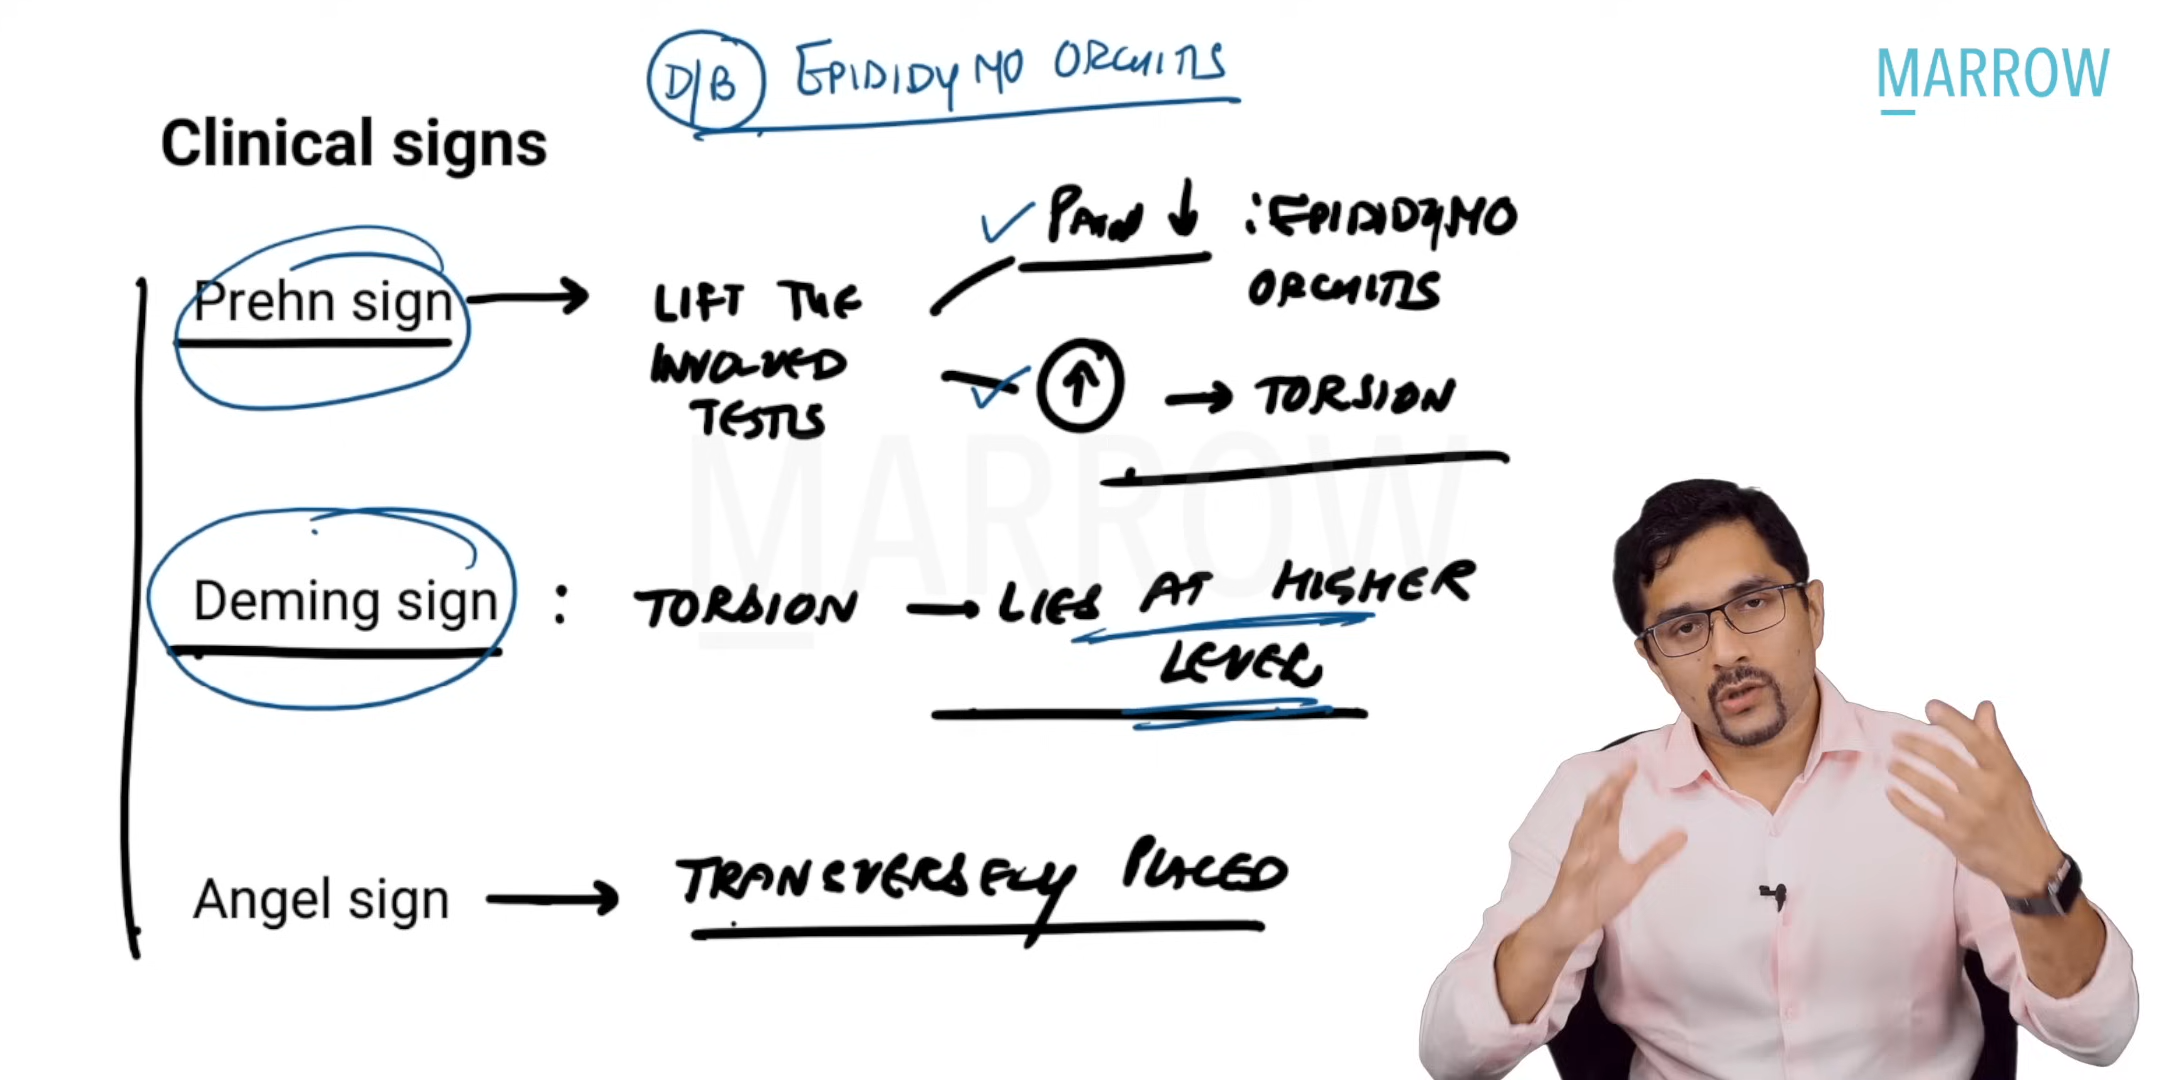 D/B EPIDIDYMO ORCHITIS
MARROW
Clinical signs
PAIN ↓ : EPIDIDYMO
ORCHITIS
Prehn sign → LIFT THE
INVOLVED
TESTIS
↑ → TORSION
MARROW
Deming sign : TORSION → LIES AT HIGHER
LEVEL
Angel sign → TRANSVERSELY PLACED